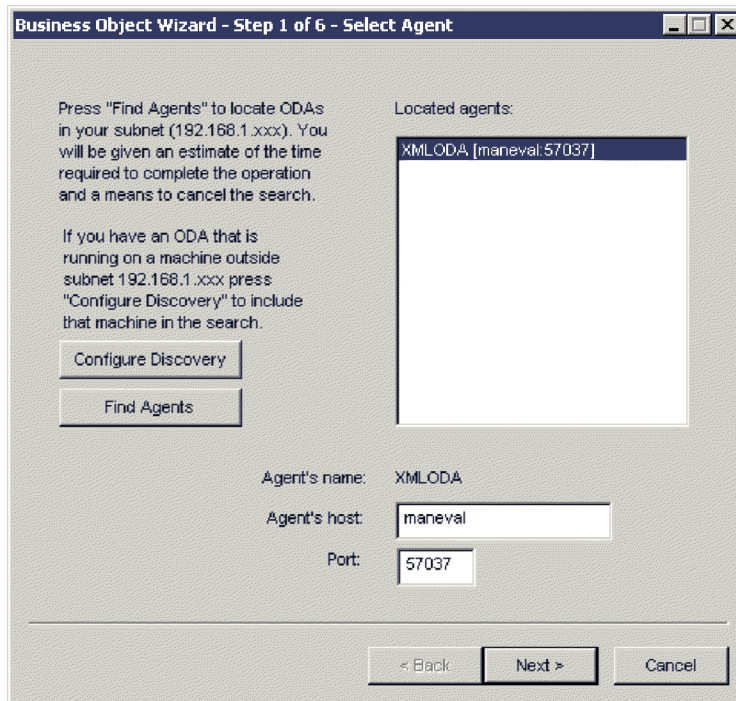 Business Object Wizard - Step 1 of 6 - Select Agent
Press "Find Agents" to locate ODAs
in your subnet (192.168.1.xxx). You
will be given an estimate of the time
required to complete the operation
and a means to cancel the search.
If you have an ODA that is
running on a machine outside
subnet 192.168.1.xxx press
"Configure Discovery" to include
that machine in the search.
Configure Discovery
Find Agents
Located agents:
XMLODA [maneval:57037]
Agent's name: XMLODA
Agent's host: maneval
Port: 57037
< Back Next > Cancel